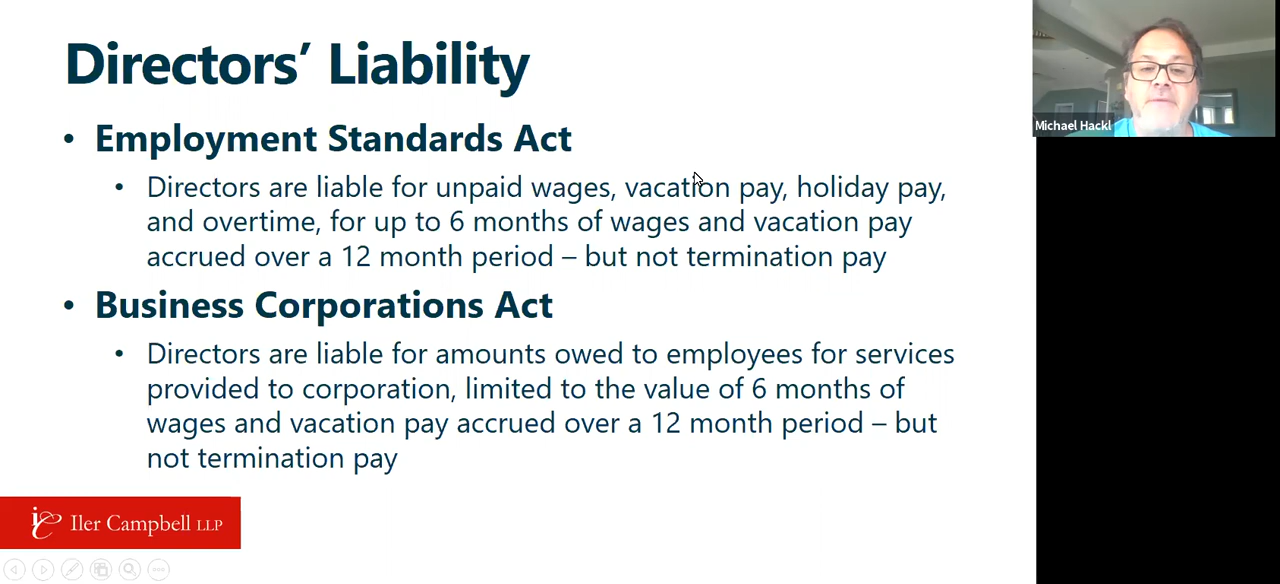 Directors' Liability
• Employment Standards Act
• Directors are liable for unpaid wages, vacation pay, holiday pay,
and overtime, for up to 6 months of wages and vacation pay
accrued over a 12 month period – but not termination pay
• Business Corporations Act
• Directors are liable for amounts owed to employees for services
provided to corporation, limited to the value of 6 months of
wages and vacation pay accrued over a 12 month period – but
not termination pay
ic Iler Campbell LLP
Michael Hackl